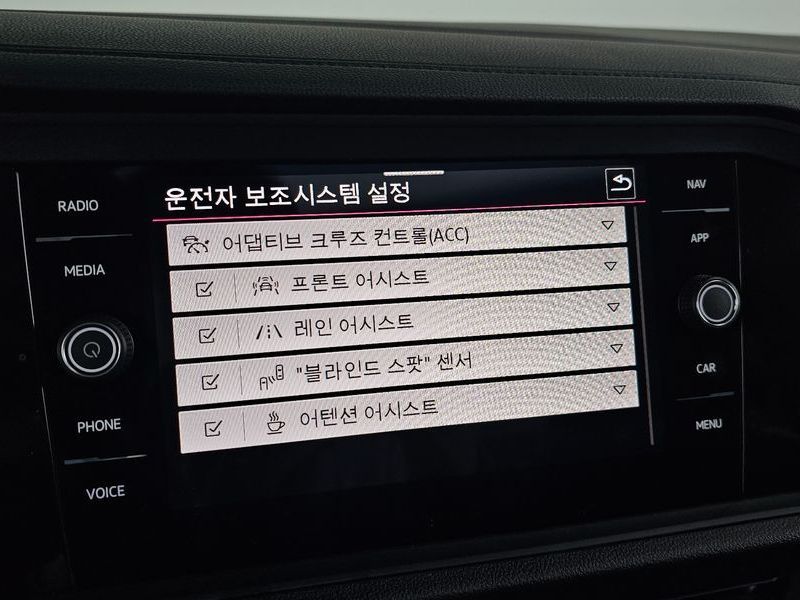 RADIO
MEDIA
PHONE
VOICE
운전자 보조시스템 설정
어댑티브 크루즈 컨트롤(ACC)
프론트 어시스트
레인 어시스트
"블라인드 스팟" 센서
어텐션 어시스트
NAV
APP
CAR
MENU